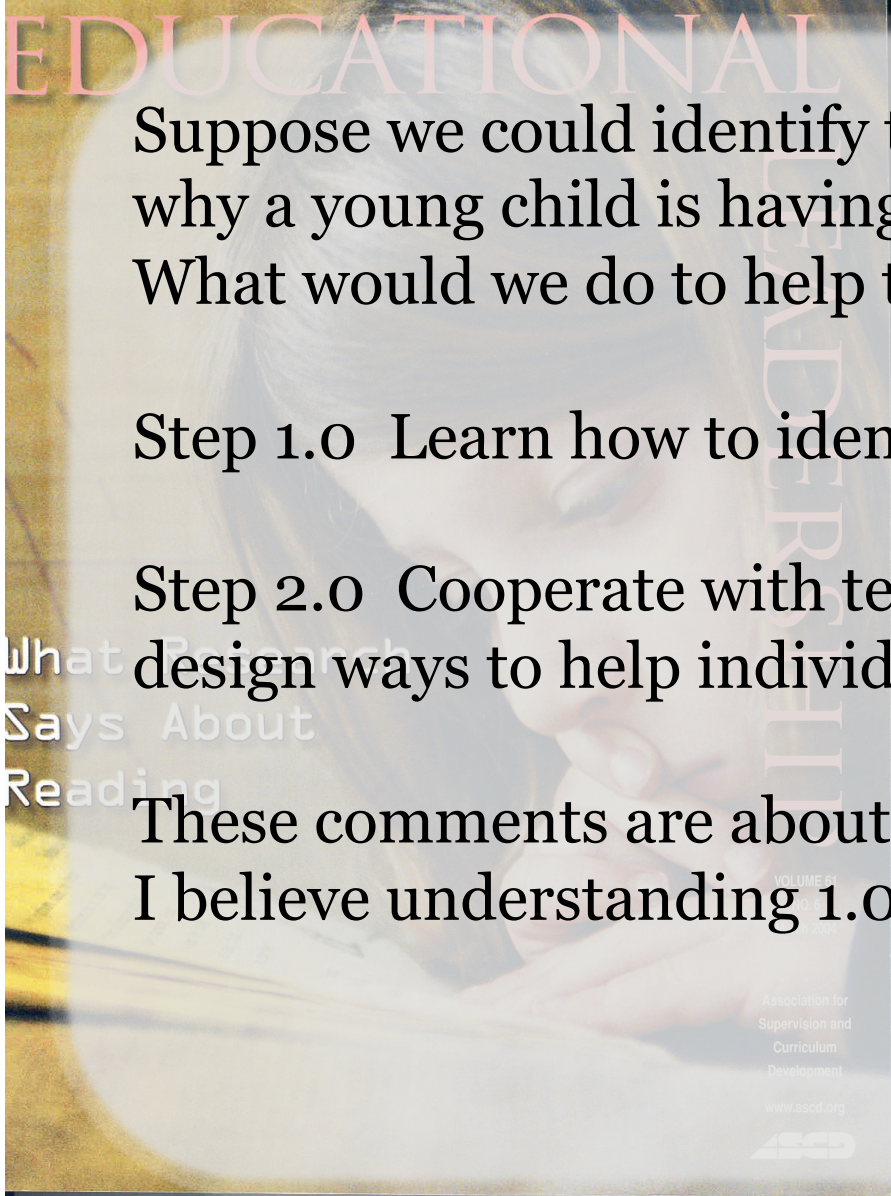 EDUCATIONAL
LEADERSHIP
Suppose we could identify t
why a young child is having
What would we do to help t
Step 1.0 Learn how to iden
Step 2.0 Cooperate with te
design ways to help individ
What Research
Says About
Reading
These comments are about
I believe understanding 1.0
VOLUME 61
Association for
Supervision and
Curriculum
Development
www.ascd.org
ASCD